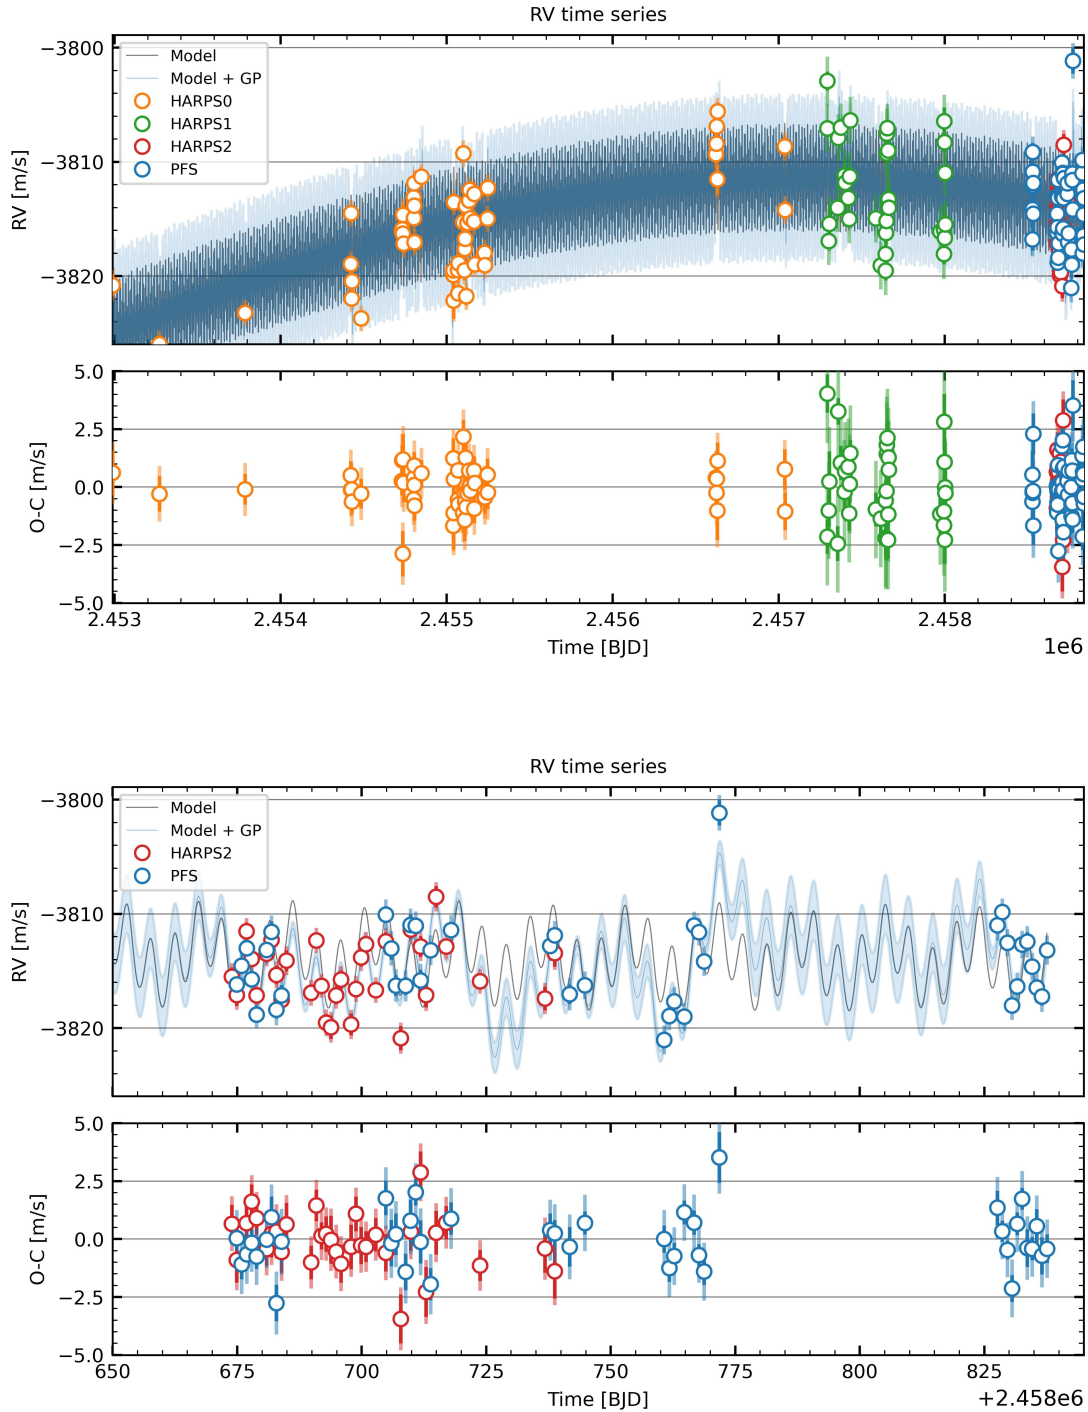 RV time series
−3800
−3810
−3820
RV [m/s]
Model
Model + GP
HARPS0
HARPS1
HARPS2
PFS
5.0
2.5
0.0
−2.5
−5.0
O-C [m/s]
2.453 2.454 2.455 2.456 2.457 2.458
Time [BJD]
1e6
RV time series
−3800
−3810
−3820
RV [m/s]
Model
Model + GP
HARPS2
PFS
5.0
2.5
0.0
−2.5
−5.0
O-C [m/s]
650 675 700 725 750 775 800 825
Time [BJD]
+2.458e6